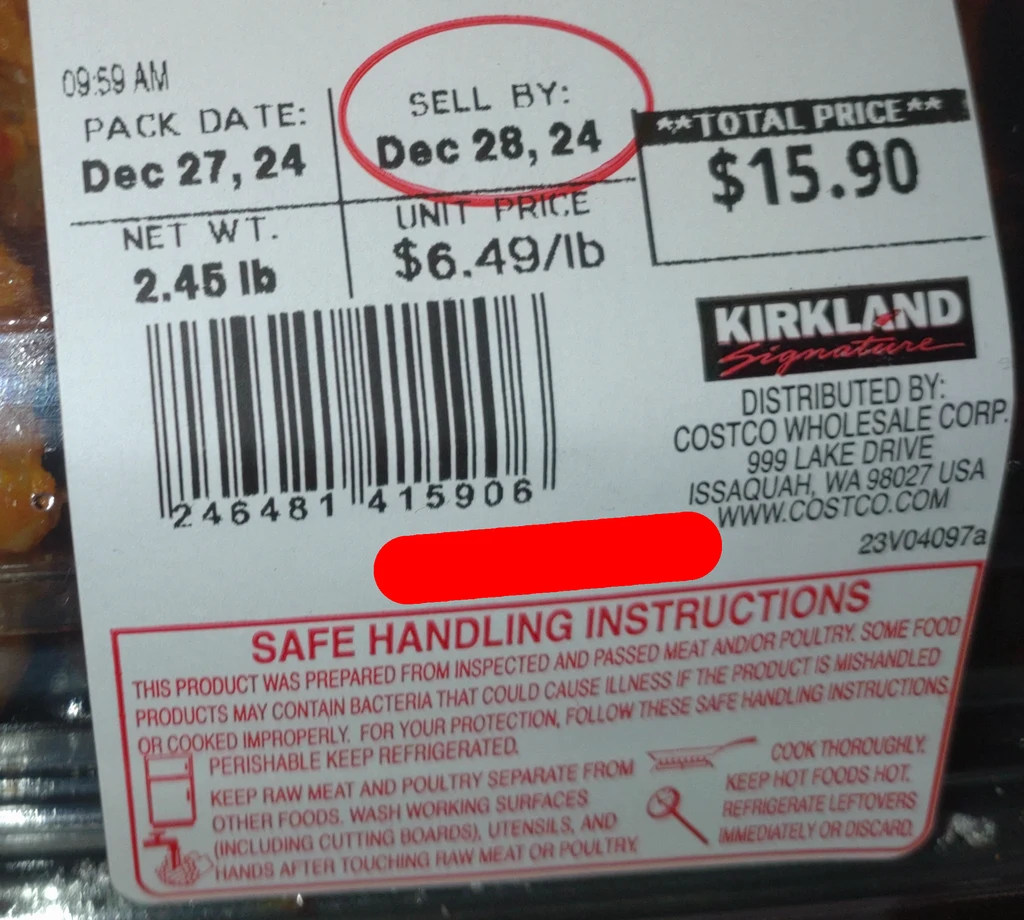 09:59 AM
PACK DATE:
Dec 27, 24
SELL BY:
Dec 28, 24
**TOTAL PRICE**
$15.90
NET WT.
2.45 lb
UNIT PRICE
$6.49/lb
246481 415906
KIRKLAND
Signature
DISTRIBUTED BY:
COSTCO WHOLESALE CORP.
999 LAKE DRIVE
ISSAQUAH, WA 98027 USA
WWW.COSTCO.COM
23V04097a
SAFE HANDLING INSTRUCTIONS
THIS PRODUCT WAS PREPARED FROM INSPECTED AND PASSED MEAT AND/OR POULTRY. SOME FOOD
PRODUCTS MAY CONTAIN BACTERIA THAT COULD CAUSE ILLNESS IF THE PRODUCT IS MISHANDLED
OR COOKED IMPROPERLY. FOR YOUR PROTECTION, FOLLOW THESE SAFE HANDLING INSTRUCTIONS.
PERISHABLE KEEP REFRIGERATED.
KEEP RAW MEAT AND POULTRY SEPARATE FROM
OTHER FOODS. WASH WORKING SURFACES
(INCLUDING CUTTING BOARDS), UTENSILS, AND
HANDS AFTER TOUCHING RAW MEAT OR POULTRY.
COOK THOROUGHLY.
KEEP HOT FOODS HOT.
REFRIGERATE LEFTOVERS
IMMEDIATELY OR DISCARD.